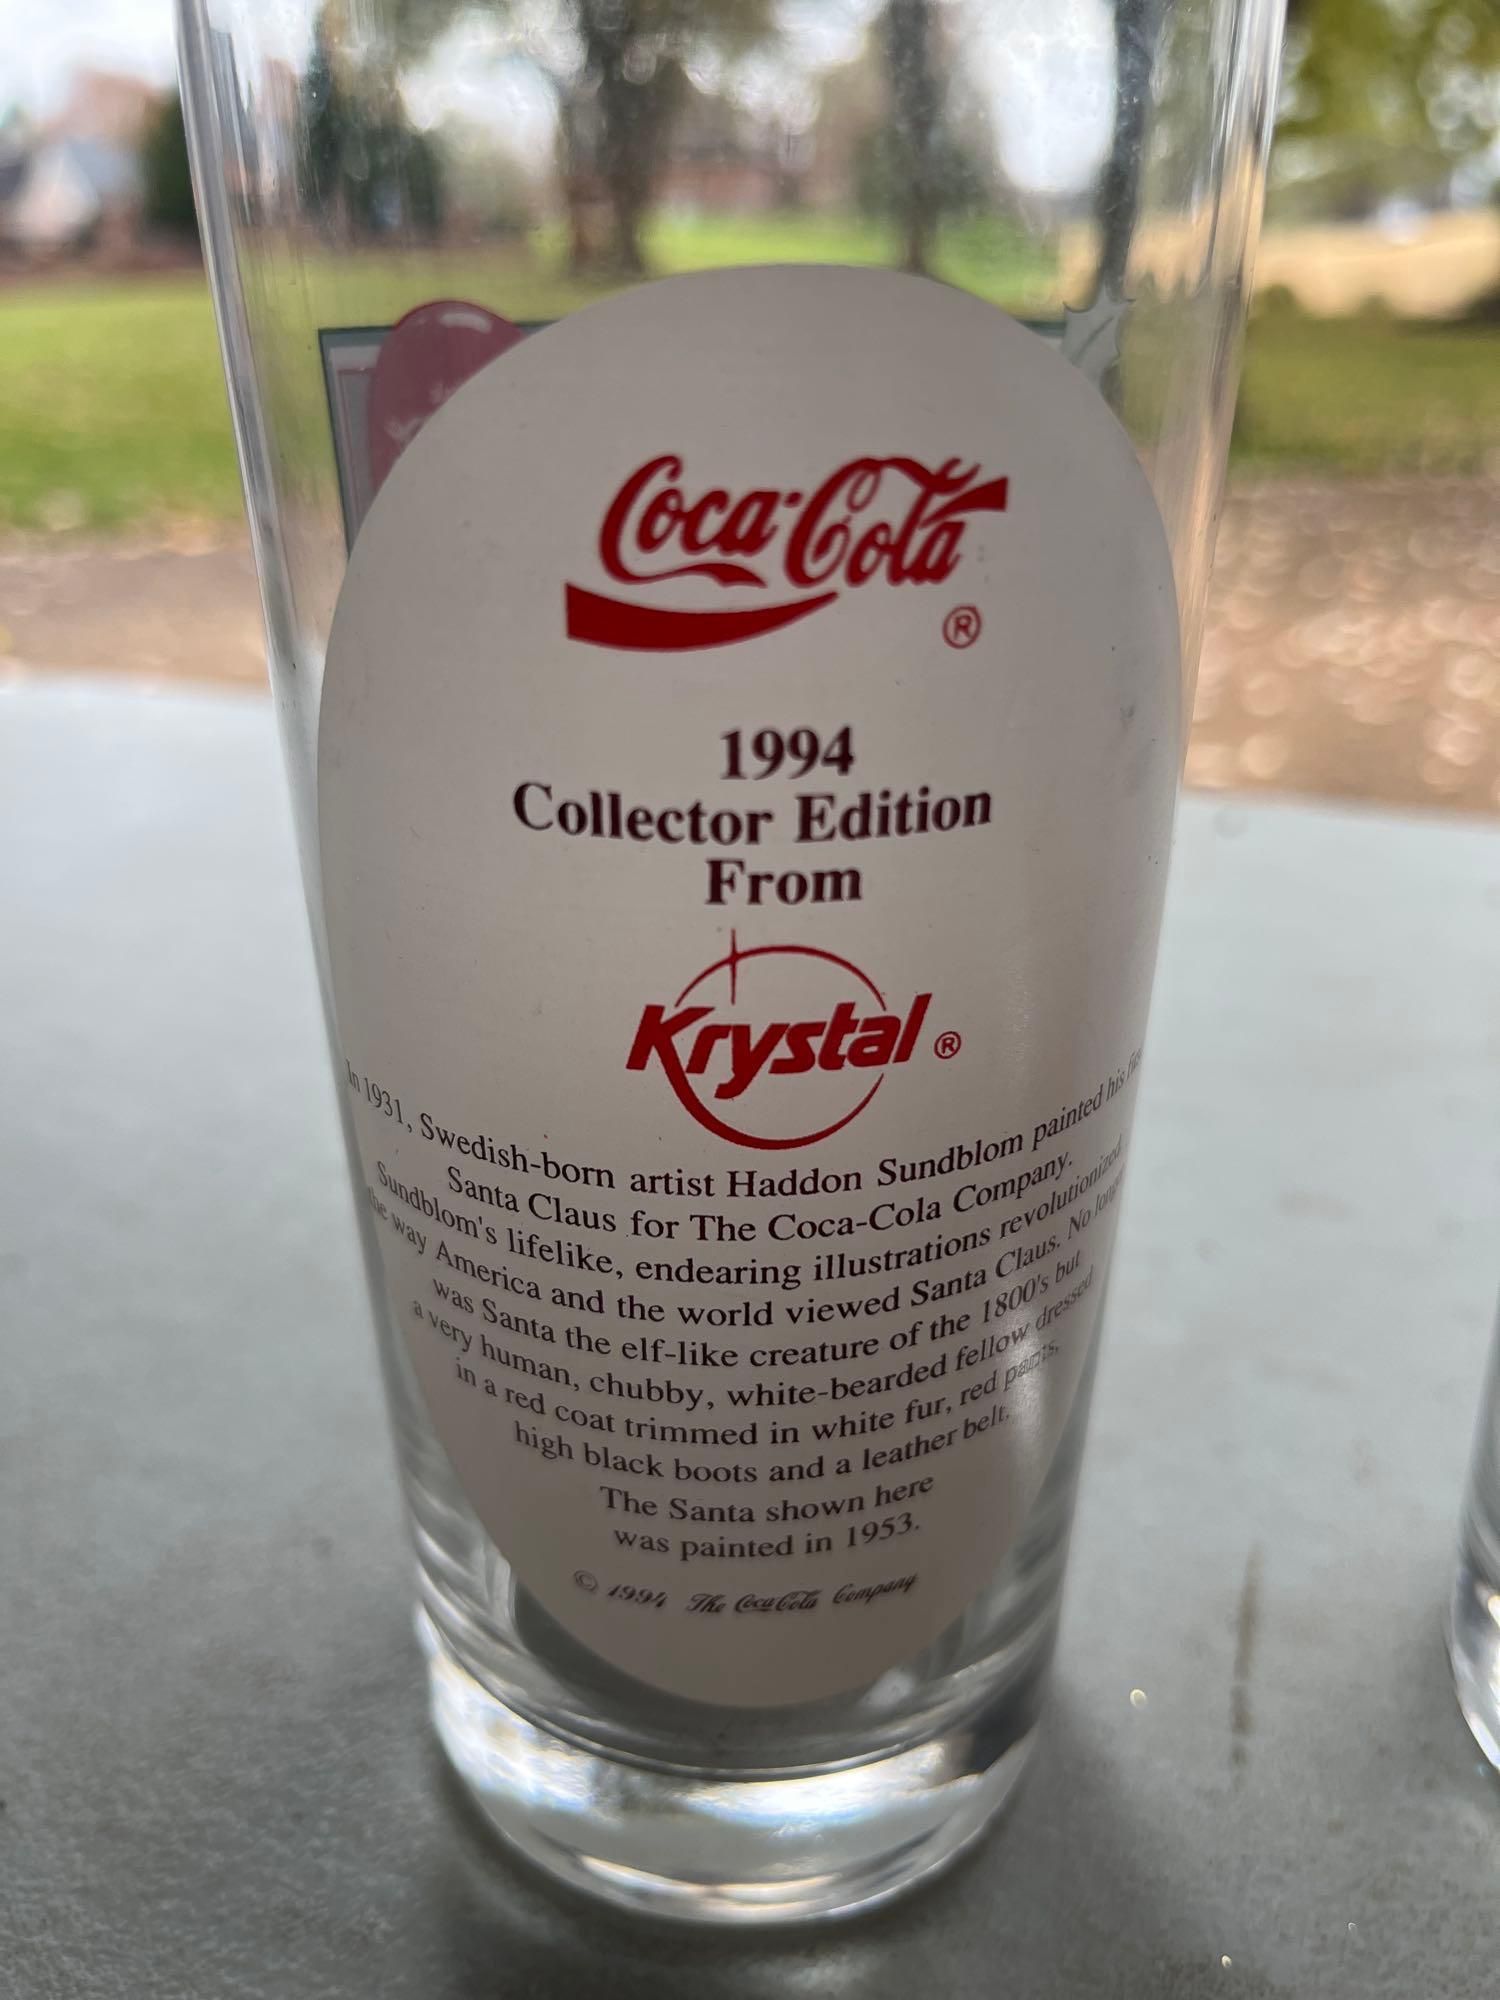 Coca-Cola
®
1994
Collector Edition
From
Krystal ®
In 1931, Swedish-born artist Haddon Sundblom painted his
Santa Claus for The Coca-Cola Company.
Sundblom's lifelike, endearing illustrations revolutionized
the way America and the world viewed Santa Claus. No longer
was Santa the elf-like creature of the 1800's but
a very human, chubby, white-bearded fellow dressed
in a red coat trimmed in white fur, red pants,
high black boots and a leather belt.
The Santa shown here
was painted in 1953.
© 1994 The Coca-Cola Company